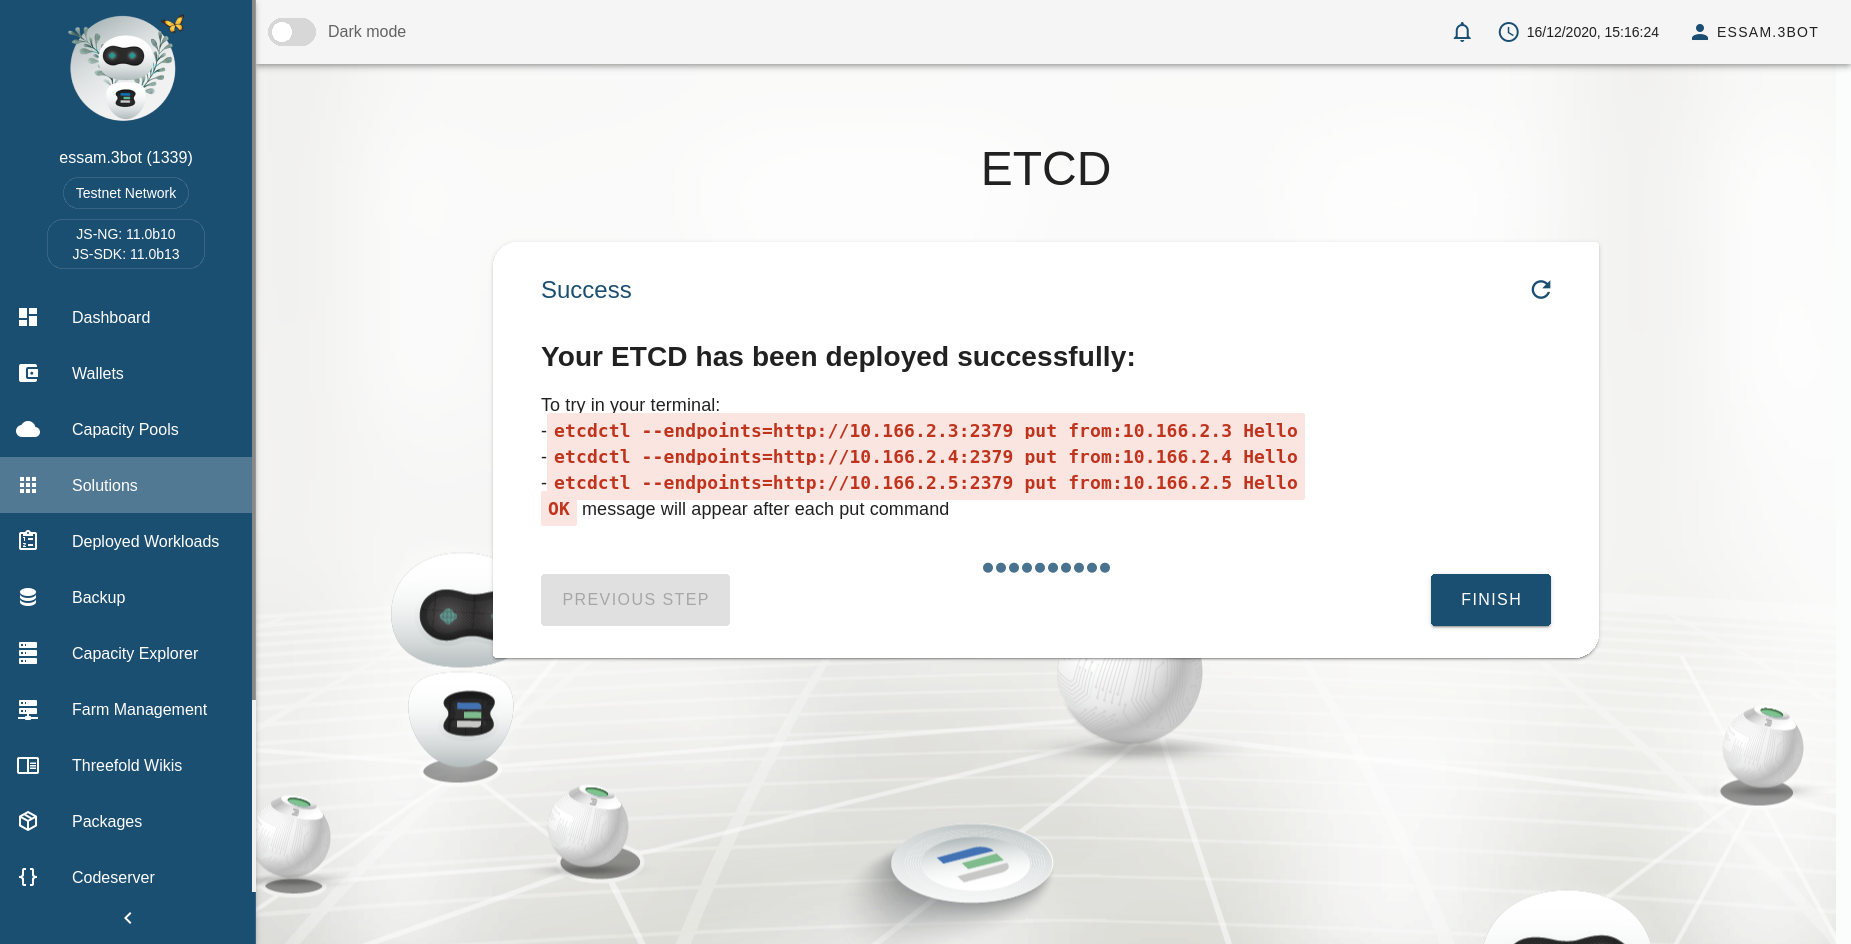 Dark mode
16/12/2020, 15:16:24
ESSAM.3BOT
essam.3bot (1339)
Testnet Network
JS-NG: 11.0b10
JS-SDK: 11.0b13
Dashboard
Wallets
Capacity Pools
Solutions
Deployed Workloads
Backup
Capacity Explorer
Farm Management
Threefold Wikis
Packages
Codeserver
ETCD
Success
Your ETCD has been deployed successfully:
To try in your terminal:
- etcdctl --endpoints=http://10.166.2.3:2379 put from:10.166.2.3 Hello
- etcdctl --endpoints=http://10.166.2.4:2379 put from:10.166.2.4 Hello
- etcdctl --endpoints=http://10.166.2.5:2379 put from:10.166.2.5 Hello
OK message will appear after each put command
PREVIOUS STEP
FINISH